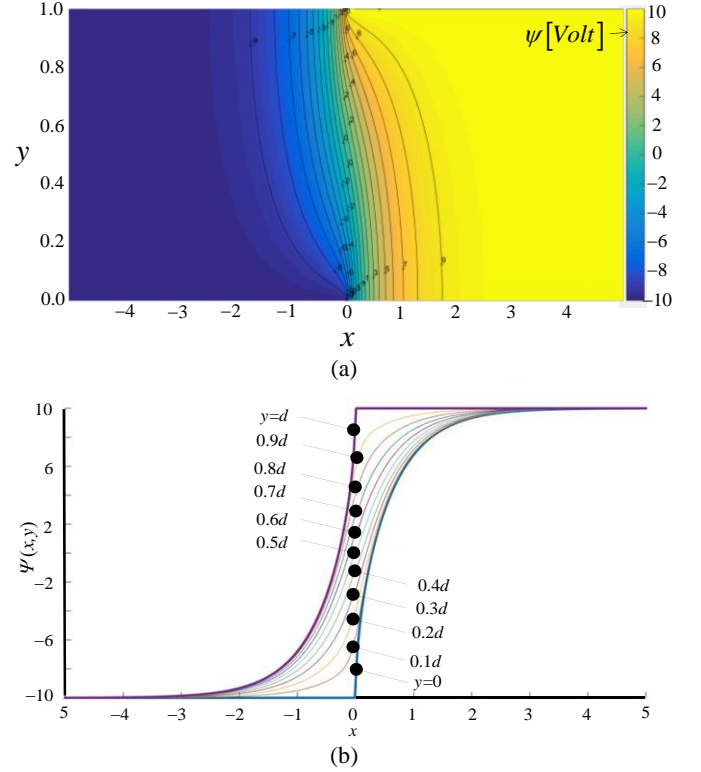 1.0
0.8
0.6
0.4
0.2
0.0
y
ψ[Volt]
10
8
6
4
2
0
−2
−4
−6
−8
−10
−4 −3 −2 −1 0 1 2 3 4
x
(a)
10
6
2
−2
−6
−10
Ψ(x,y)
y=d
0.9d
0.8d
0.7d
0.6d
0.5d
0.4d
0.3d
0.2d
0.1d
y=0
5 −4 −3 −2 −1 0 1 2 3 4 5
x
(b)